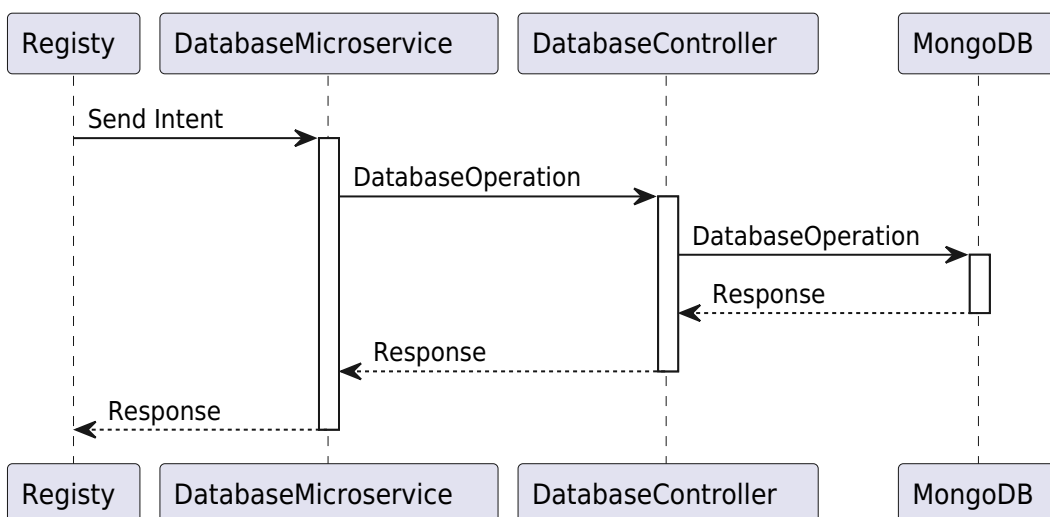 Registy DatabaseMicroservice DatabaseController MongoDB
Send Intent
DatabaseOperation
DatabaseOperation
Response
Response
Response
Registy DatabaseMicroservice DatabaseController MongoDB